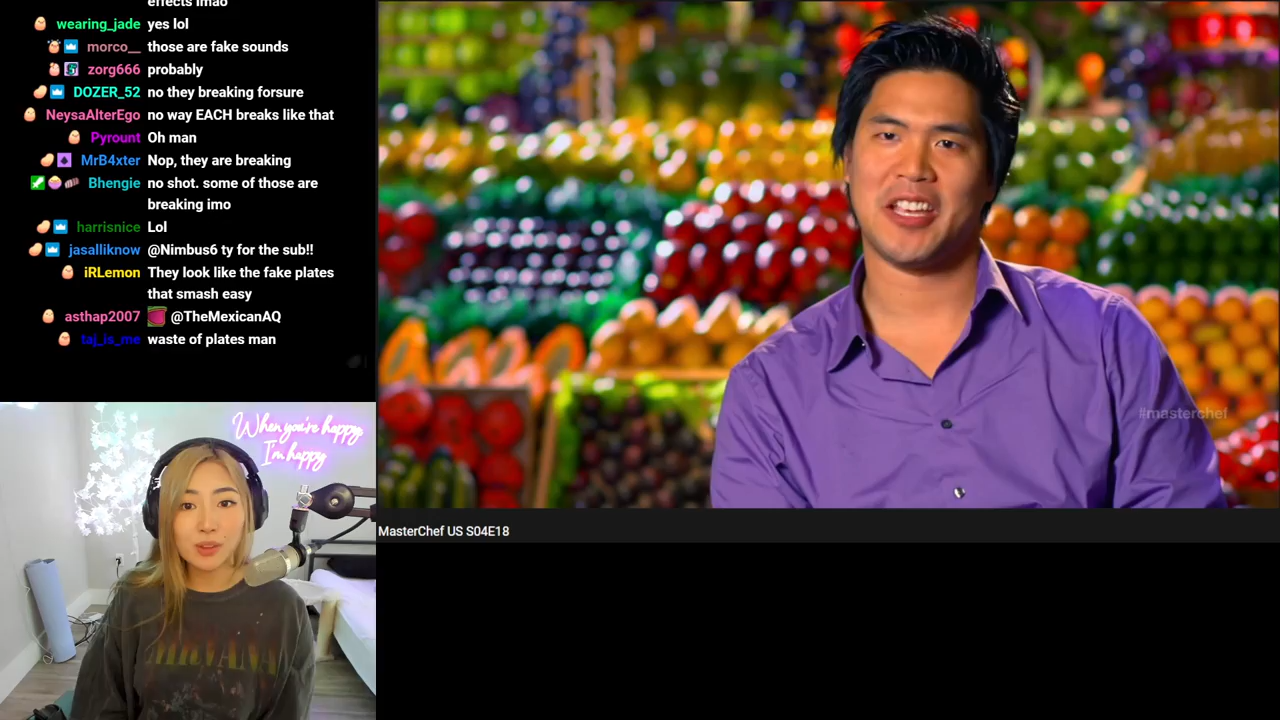 effects lmao
wearing_jade yes lol
morco__ those are fake sounds
zorg666 probably
DOZER_52 no they breaking forsure
NeysaAlterEgo no way EACH breaks like that
Pyrount Oh man
MrB4xter Nop, they are breaking
Bhengie no shot. some of those are
breaking imo
harrisnice Lol
jasalliknow @Nimbus6 ty for the sub!!
iRLemon They look like the fake plates
that smash easy
asthap2007 @TheMexicanAQ
taj_is_me waste of plates man
#masterchef
When you're happy
I'm happy
MasterChef US S04E18
NIRVANA